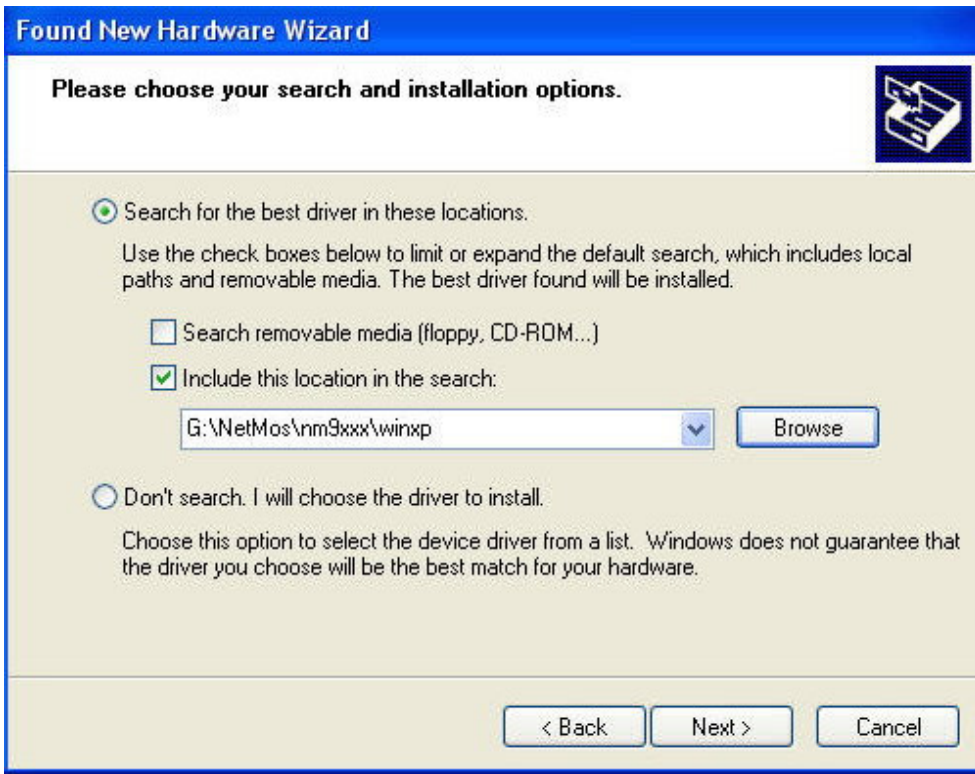 Found New Hardware Wizard
Please choose your search and installation options.
Search for the best driver in these locations.
Use the check boxes below to limit or expand the default search, which includes local
paths and removable media. The best driver found will be installed.
Search removable media (floppy, CD-ROM...)
Include this location in the search:
G:\NetMos\nm9xxx\winxp
Browse
Don't search. I will choose the driver to install.
Choose this option to select the device driver from a list.  Windows does not guarantee that
the driver you choose will be the best match for your hardware.
< Back
Next >
Cancel